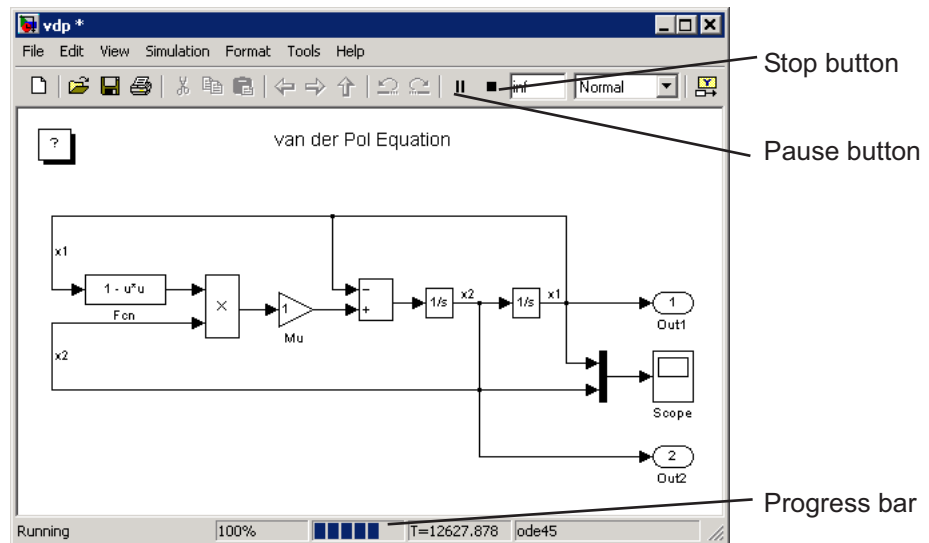 vdp *
File Edit View Simulation Format Tools Help
Stop button
inf Normal
Pause button
? van der Pol Equation
x1
1 - u*u
Fcn
×
1
Mu
−
+
1/s
x2
1/s
x1
1
Out1
x2
Scope
2
Out2
Progress bar
Running 100% T=12627.878 ode45